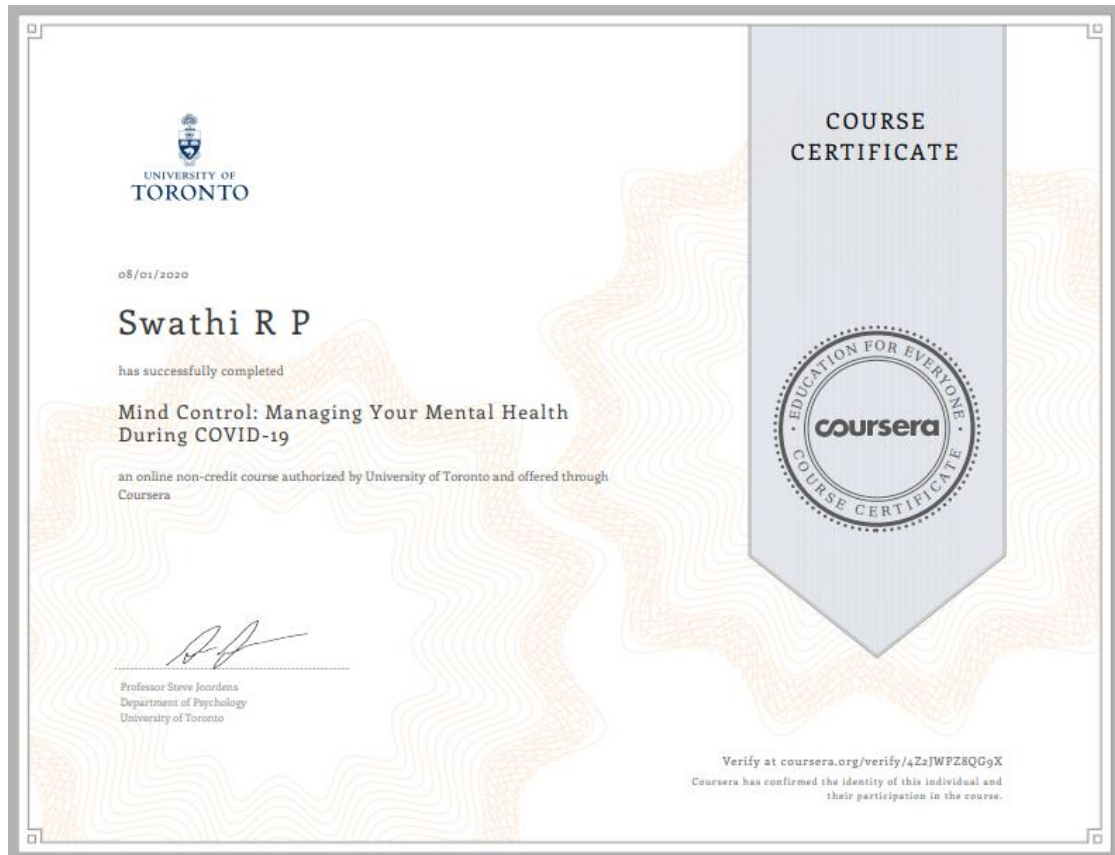 UNIVERSITY OF
TORONTO
08/01/2020
Swathi R P
has successfully completed
Mind Control: Managing Your Mental Health
During COVID-19
an online non-credit course authorized by University of Toronto and offered through
Coursera
Professor Steve Joordens
Department of Psychology
University of Toronto
COURSE
CERTIFICATE
EDUCATION FOR EVERYONE
coursera
COURSE CERTIFICATE
Verify at coursera.org/verify/4Z2JWPZ8QG9X
Coursera has confirmed the identity of this individual and
their participation in the course.